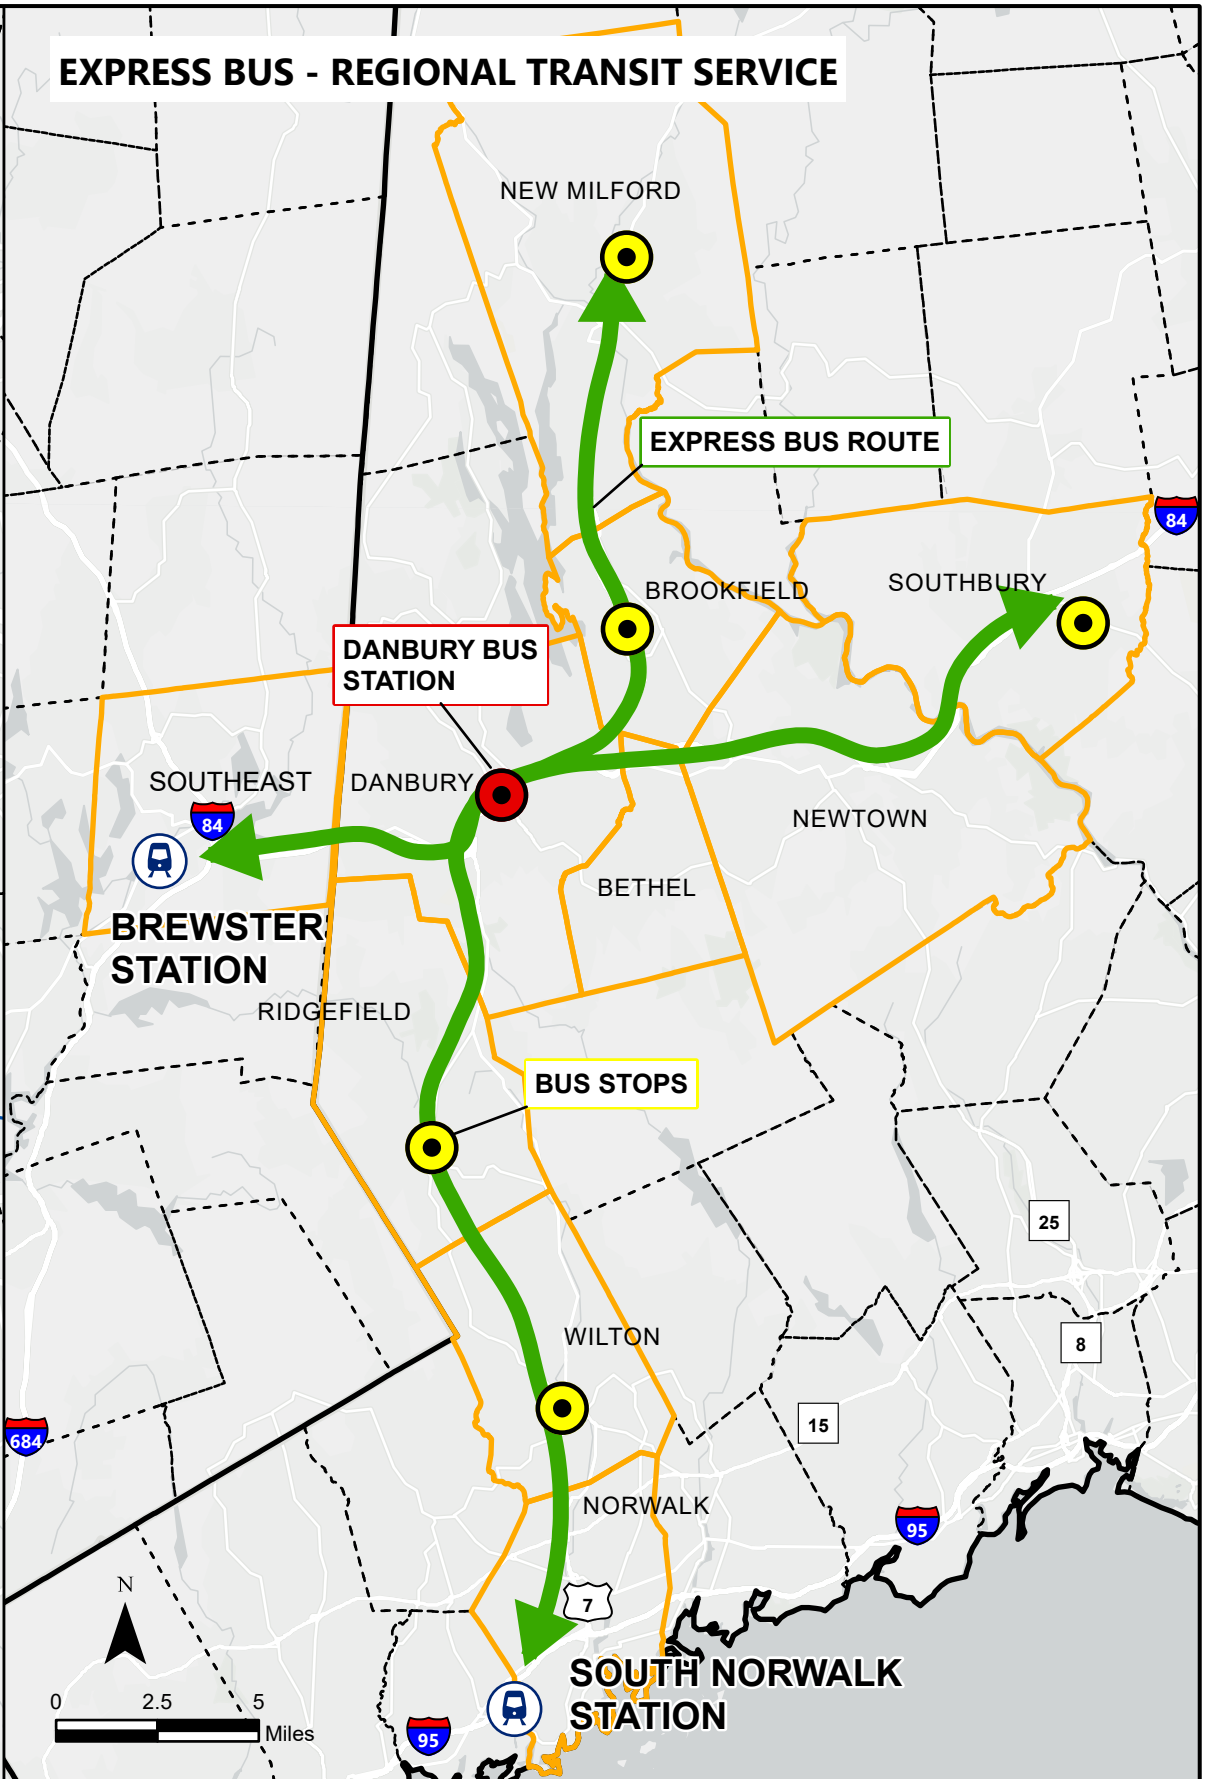 EXPRESS BUS - REGIONAL TRANSIT SERVICE
NEW MILFORD
EXPRESS BUS ROUTE
84
BROOKFIELD
SOUTHBURY
DANBURY BUS
STATION
SOUTHEAST
DANBURY
84
NEWTOWN
BETHEL
BREWSTER
STATION
RIDGEFIELD
BUS STOPS
25
WILTON
8
15
684
NORWALK
95
N
7
SOUTH NORWALK
STATION
0 2.5 5
Miles
95